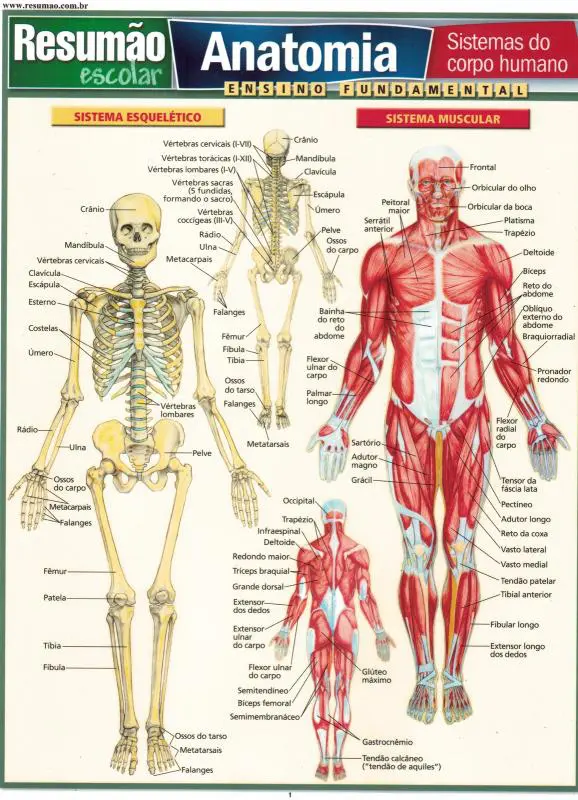 www.resumao.com.br
Resumão
escolar
Anatomia
Sistemas do
corpo humano
ENSINO FUNDAMENTAL
SISTEMA ESQUELÉTICO
SISTEMA MUSCULAR
Crânio
Mandíbula
Vértebras cervicais
Clavícula
Escápula
Esterno
Costelas
Úmero
Vértebras
lombares
Rádio
Ulna
Pelve
Ossos
do carpo
Metacarpais
Falanges
Fêmur
Patela
Tíbia
Fíbula
Ossos do tarso
Metatarsais
Falanges
Vértebras cervicais (I-VII)
Vértebras torácicas (I-XII)
Vértebras lombares (I-V)
Vértebras sacras
(5 fundidas,
formando o sacro)
Vértebras
coccígeas (III-V)
Rádio
Ulna
Metacarpais
Falanges
Crânio
Mandíbula
Clavícula
Escápula
Úmero
Pelve
Ossos
do carpo
Fêmur
Fíbula
Tíbia
Ossos
do tarso
Falanges
Metatarsais
Frontal
Orbicular do olho
Orbicular da boca
Platisma
Trapézio
Peitoral
maior
Serrátil
anterior
Deltoide
Bíceps
Reto do
abdome
Oblíquo
externo do
abdome
Braquiorradial
Bainha
do reto
do
abdome
Flexor
ulnar do
carpo
Palmar
longo
Pronador
redondo
Flexor
radial
do
carpo
Sartório
Adutor
magno
Grácil
Tensor da
fáscia lata
Pectíneo
Adutor longo
Reto da coxa
Vasto lateral
Vasto medial
Tendão patelar
Tibial anterior
Fibular longo
Extensor longo
dos dedos
Occipital
Trapézio
Infraespinal
Deltoide
Redondo maior
Tríceps braquial
Grande dorsal
Extensor
dos dedos
Extensor
ulnar
do carpo
Flexor ulnar
do carpo
Semitendíneo
Bíceps femoral
Semimembranáceo
Glúteo
máximo
Gastrocnêmio
Tendão calcâneo
("tendão de aquiles")
1